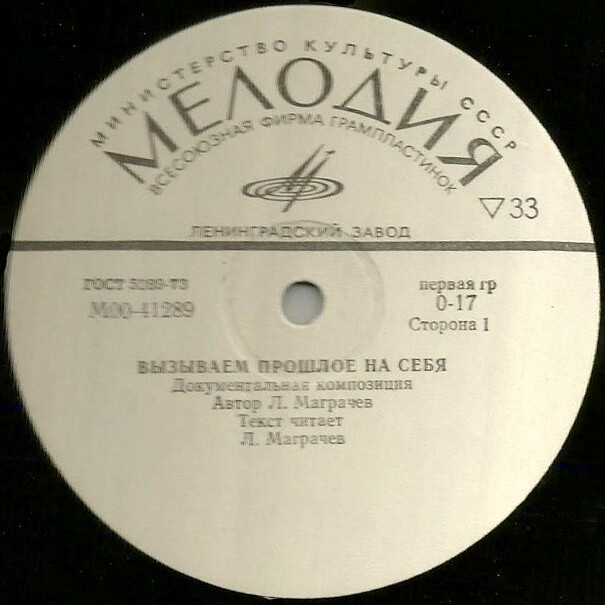 МИНИСТЕРСТВО КУЛЬТУРЫ СССР
МЕЛОДИЯ
ВСЕСОЮЗНАЯ ФИРМА ГРАМПЛАСТИНОК
▽33
ЛЕНИНГРАДСКИЙ ЗАВОД
ГОСТ 5289-73
М00-41289
первая гр
0-17
Сторона 1
ВЫЗЫВАЕМ ПРОШЛОЕ НА СЕБЯ
Документальная композиция
Автор Л. Маграчев
Текст читает
Л. Маграчев